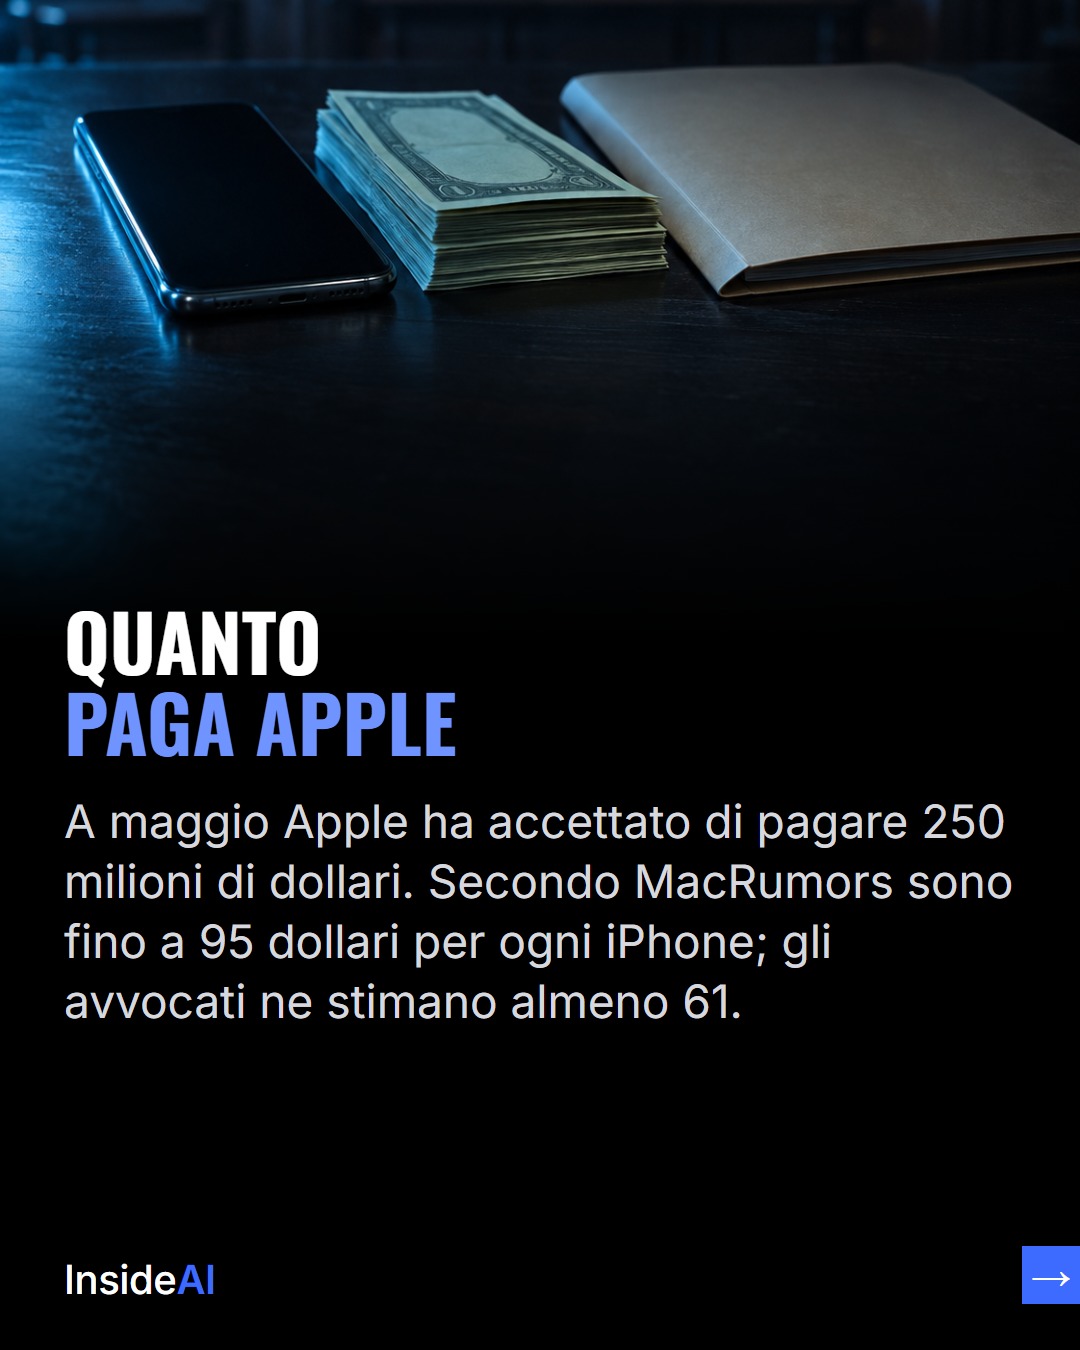 QUANTO
PAGA APPLE
A maggio Apple ha accettato di pagare 250
milioni di dollari. Secondo MacRumors sono
fino a 95 dollari per ogni iPhone; gli
avvocati ne stimano almeno 61.
InsideAI
→